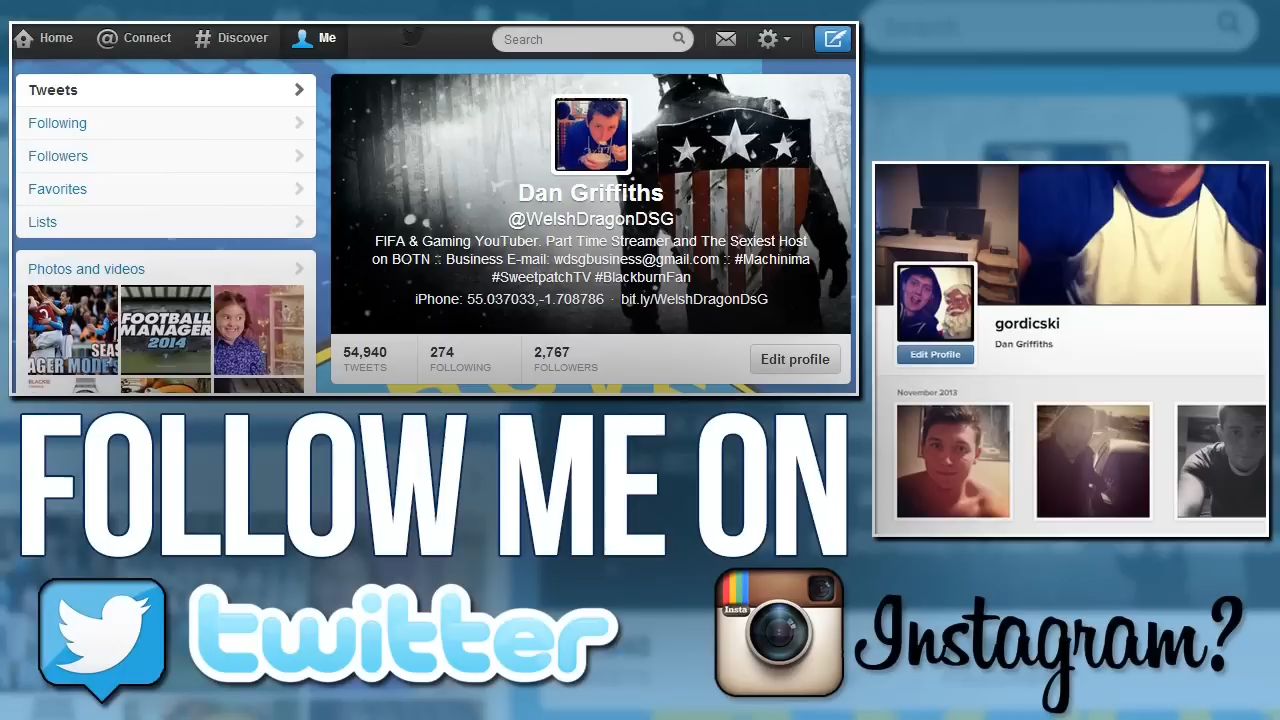 Home
Connect
Discover
Me
Search
Tweets
Following
Followers
Favorites
Lists
Photos and videos
FOOTBALL
MANAGER
2014
Dan Griffiths
@WelshDragonDSG
FIFA & Gaming YouTuber. Part Time Streamer and The Sexiest Host
on BOTN :: Business E-mail: wdsgbusiness@gmail.com :: #Machinima
#SweetpatchTV #BlackburnFan
iPhone: 55.037033,-1.708786 · bit.ly/WelshDragonDsG
54,940
TWEETS
274
FOLLOWING
2,767
FOLLOWERS
Edit profile
gordicski
Dan Griffiths
Edit Profile
November 2013
FOLLOW ME ON
twitter
Insta
Instagram?